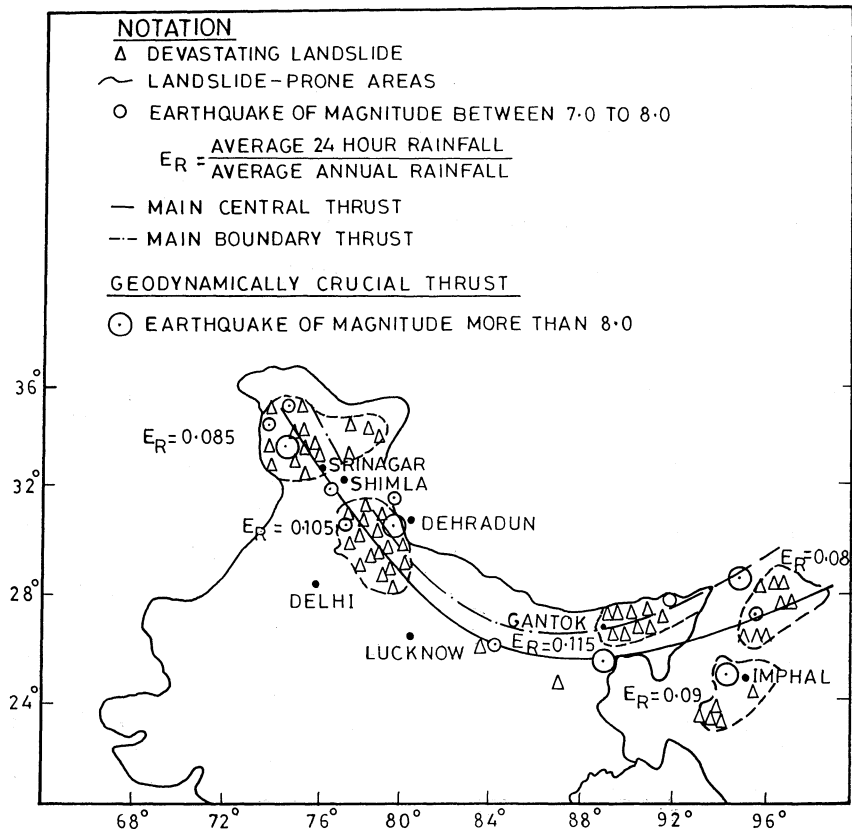 NOTATION
△ DEVASTATING LANDSLIDE
LANDSLIDE-PRONE AREAS
EARTHQUAKE OF MAGNITUDE BETWEEN 7.0 TO 8.0
E_R = AVERAGE 24 HOUR RAINFALL
AVERAGE ANNUAL RAINFALL
MAIN CENTRAL THRUST
MAIN BOUNDARY THRUST
GEODYNAMICALLY CRUCIAL THRUST
EARTHQUAKE OF MAGNITUDE MORE THAN 8.0
36°
E_R=0.085
SRINAGAR
32°
SHIMLA
E_R=0.105
DEHRADUN
E_R=0.08
28°
DELHI
GANTOK
LUCKNOW
E_R=0.115
24°
E_R=0.09
IMPHAL
68° 72° 76° 80° 84° 88° 92° 96°